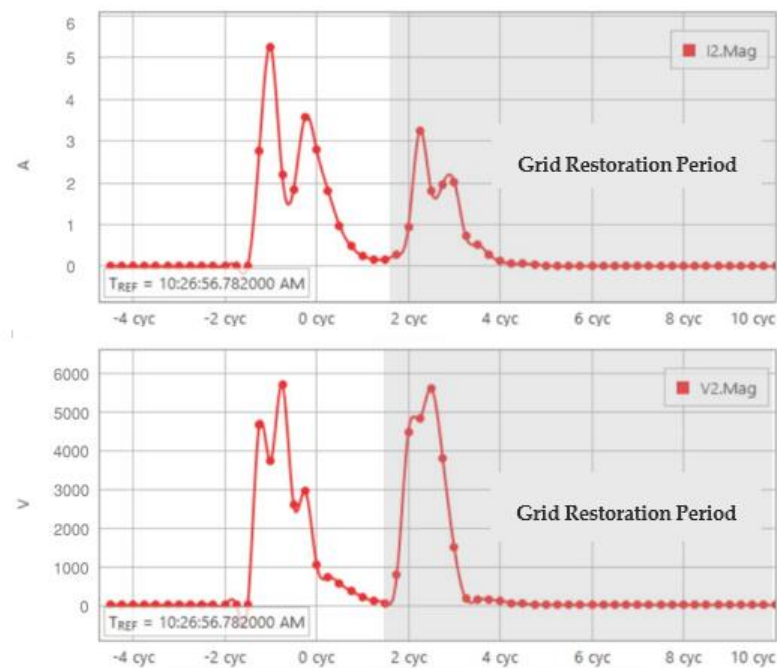 6
5
4
3
2
1
0
A
I2.Mag
Grid Restoration Period
TREF = 10:26:56.782000 AM
-4 cyc -2 cyc 0 cyc 2 cyc 4 cyc 6 cyc 8 cyc 10 cyc
6000
5000
4000
3000
2000
1000
0
V
V2.Mag
Grid Restoration Period
TREF = 10:26:56.782000 AM
-4 cyc -2 cyc 0 cyc 2 cyc 4 cyc 6 cyc 8 cyc 10 cyc